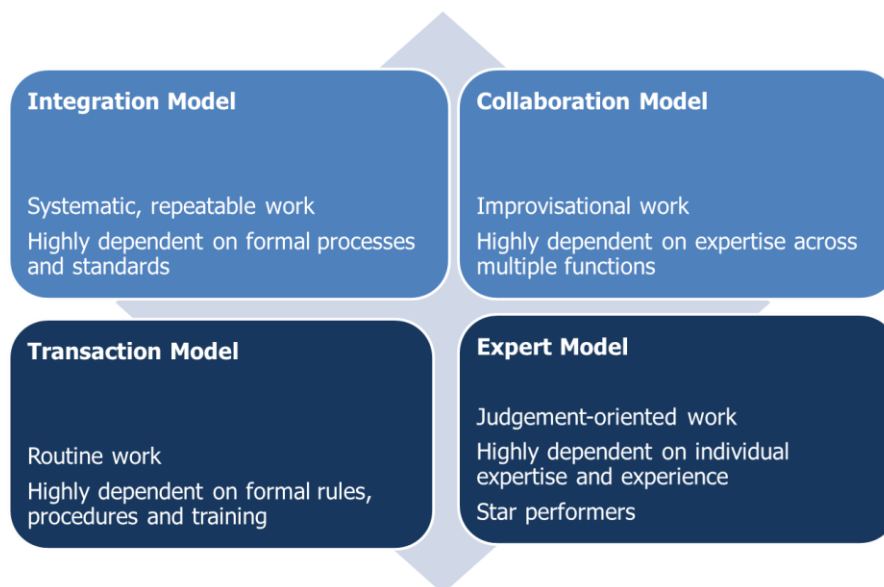 Integration Model
Systematic, repeatable work
Highly dependent on formal processes
and standards
Collaboration Model
Improvisational work
Highly dependent on expertise across
multiple functions
Transaction Model
Routine work
Highly dependent on formal rules,
procedures and training
Expert Model
Judgement-oriented work
Highly dependent on individual
expertise and experience
Star performers